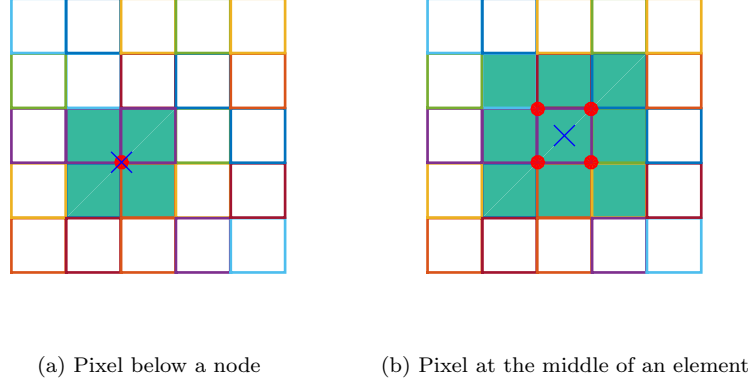 (a) Pixel below a node
(b) Pixel at the middle of an element